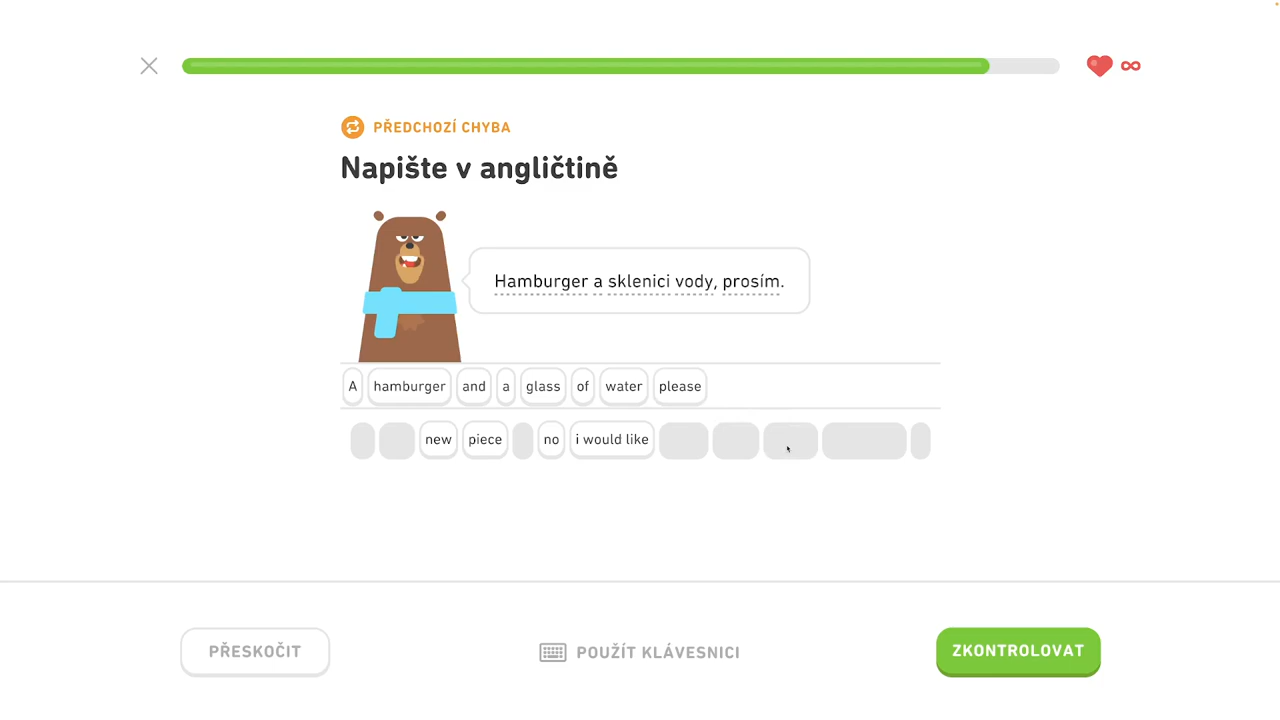 PŘEDCHOZÍ CHYBA
Napište v angličtině
Hamburger a sklenici vody, prosím.
A hamburger and a glass of water please
new piece no i would like
PŘESKOČIT POUŽÍT KLÁVESNICI ZKONTROLOVAT